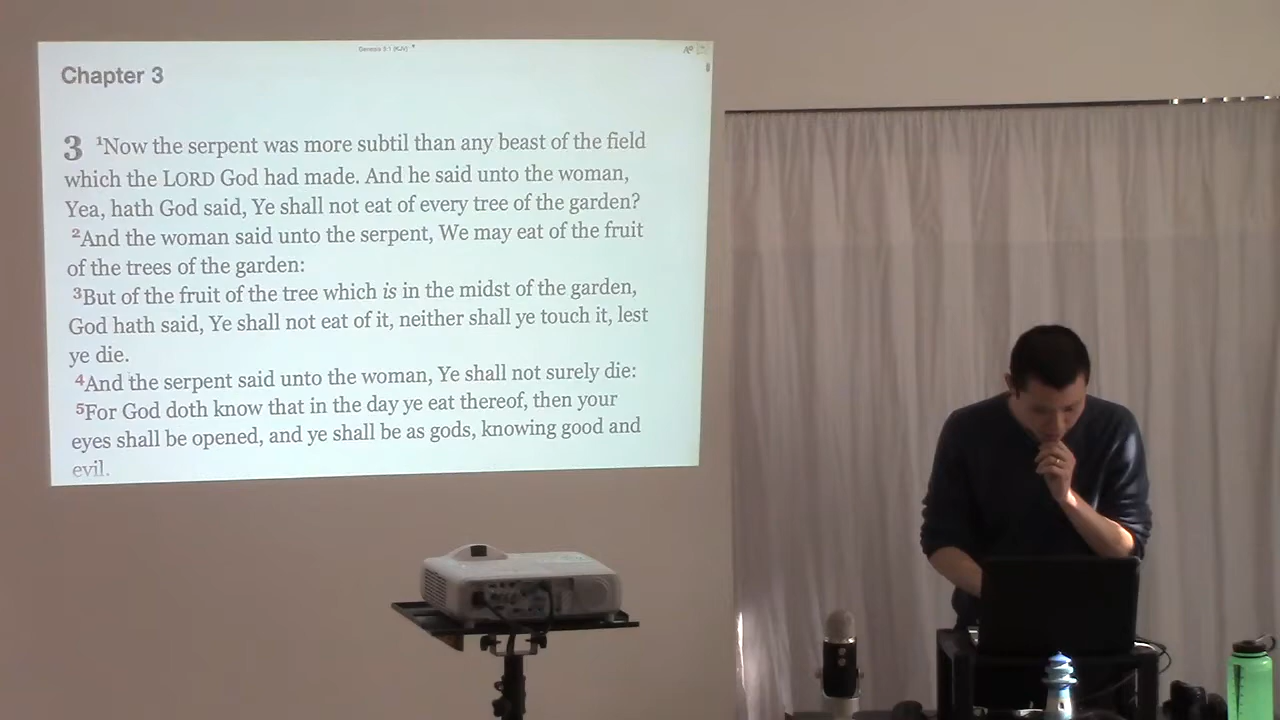 Genesis 3:1 (KJV)
Chapter 3
3 ¹Now the serpent was more subtil than any beast of the field
which the LORD God had made. And he said unto the woman,
Yea, hath God said, Ye shall not eat of every tree of the garden?
²And the woman said unto the serpent, We may eat of the fruit
of the trees of the garden:
³But of the fruit of the tree which is in the midst of the garden,
God hath said, Ye shall not eat of it, neither shall ye touch it, lest
ye die.
⁴And the serpent said unto the woman, Ye shall not surely die:
⁵For God doth know that in the day ye eat thereof, then your
eyes shall be opened, and ye shall be as gods, knowing good and
evil.